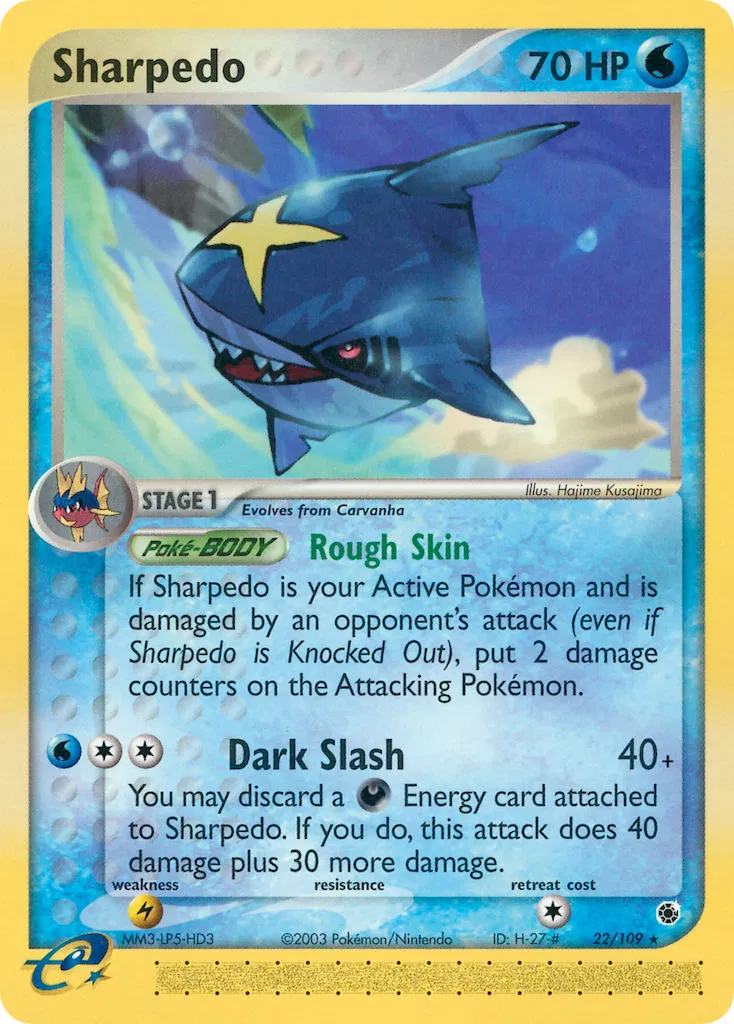 Sharpedo 70 HP
Illus. Hajime Kusajima
STAGE 1
Evolves from Carvanha
Poké-BODY Rough Skin
If Sharpedo is your Active Pokémon and is
damaged by an opponent's attack (even if
Sharpedo is Knocked Out), put 2 damage
counters on the Attacking Pokémon.
Dark Slash 40+
You may discard a Energy card attached
to Sharpedo. If you do, this attack does 40
damage plus 30 more damage.
weakness resistance retreat cost
MM3-LP5-HD3 ©2003 Pokémon/Nintendo ID: H-27-# 22/109 ★
e